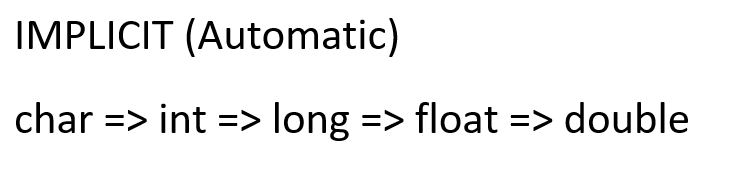 IMPLICIT (Automatic)
char => int => long => float => double